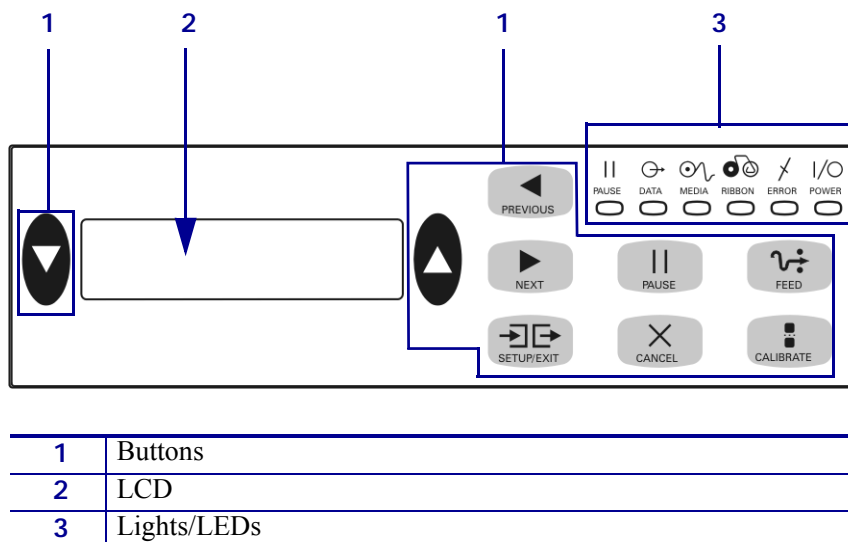 1 2 1 3
PAUSE DATA MEDIA RIBBON ERROR POWER
PREVIOUS
NEXT PAUSE FEED
SETUP/EXIT CANCEL CALIBRATE
1 Buttons
2 LCD
3 Lights/LEDs